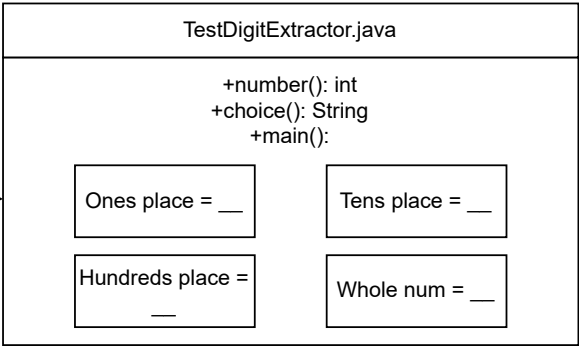 TestDigitExtractor.java
+number(): int
+choice(): String
+main():
Ones place = __
Tens place = __
Hundreds place =
__
Whole num = __